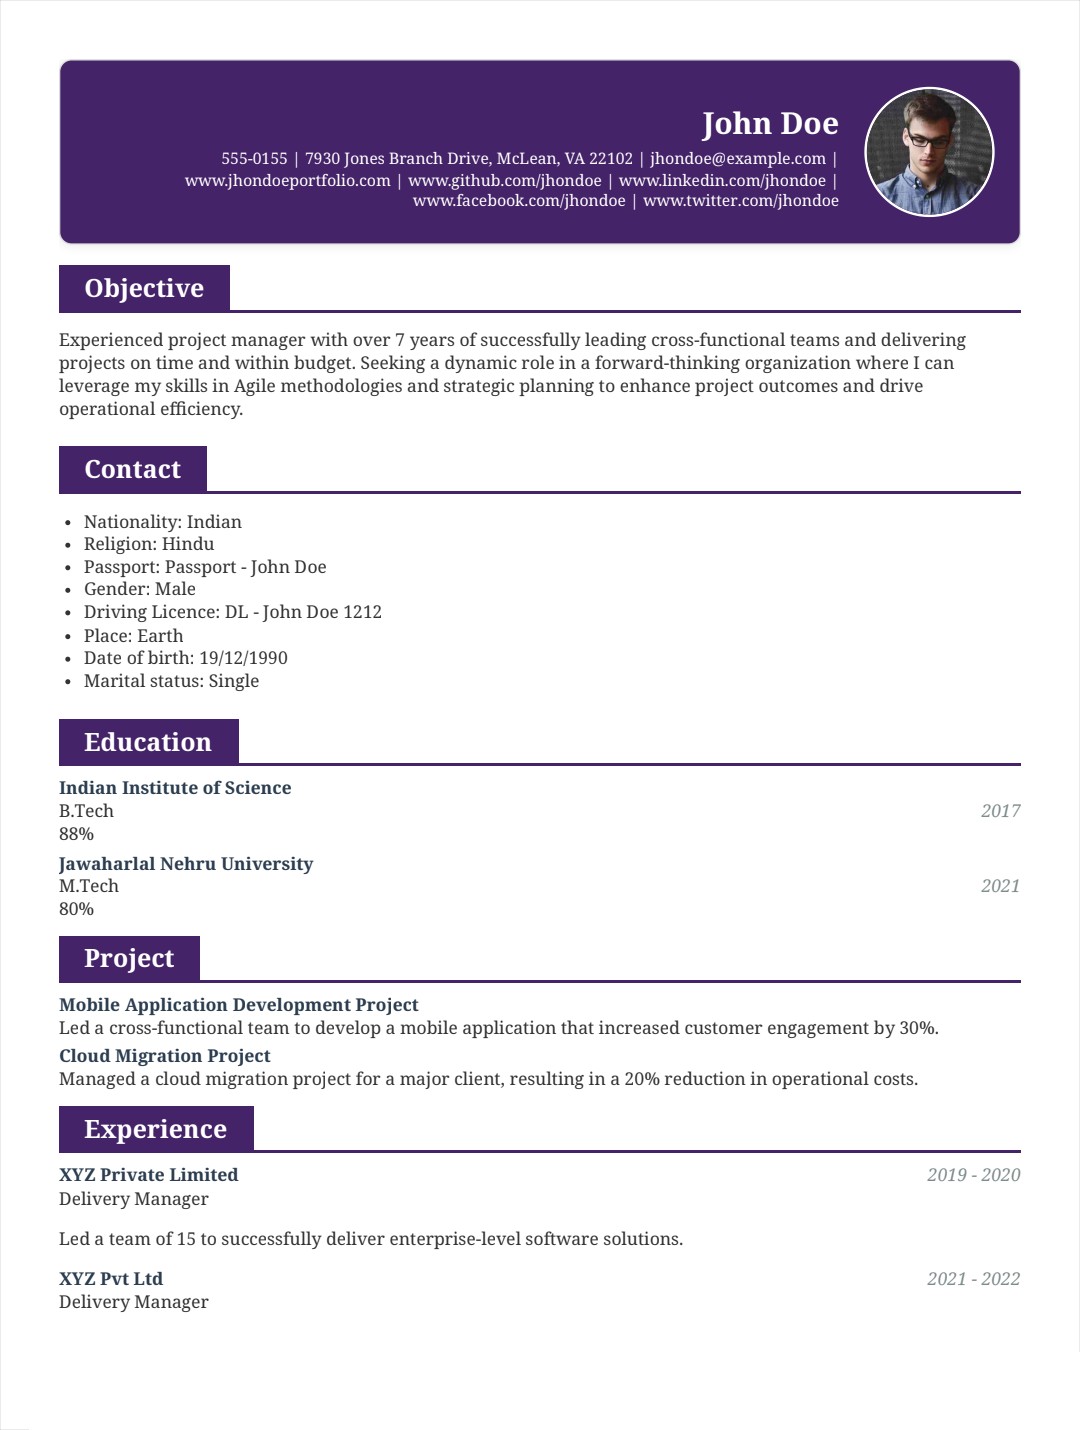 John Doe
555-0155 | 7930 Jones Branch Drive, McLean, VA 22102 | jhondoe@example.com |
www.jhondoeportfolio.com | www.github.com/jhondoe | www.linkedin.com/jhondoe |
www.facebook.com/jhondoe | www.twitter.com/jhondoe
Objective
Experienced project manager with over 7 years of successfully leading cross-functional teams and delivering
projects on time and within budget. Seeking a dynamic role in a forward-thinking organization where I can
leverage my skills in Agile methodologies and strategic planning to enhance project outcomes and drive
operational efficiency.
Contact
• Nationality: Indian
• Religion: Hindu
• Passport: Passport - John Doe
• Gender: Male
• Driving Licence: DL - John Doe 1212
• Place: Earth
• Date of birth: 19/12/1990
• Marital status: Single
Education
Indian Institute of Science
B.Tech 2017
88%
Jawaharlal Nehru University
M.Tech 2021
80%
Project
Mobile Application Development Project
Led a cross-functional team to develop a mobile application that increased customer engagement by 30%.
Cloud Migration Project
Managed a cloud migration project for a major client, resulting in a 20% reduction in operational costs.
Experience
XYZ Private Limited 2019 - 2020
Delivery Manager
Led a team of 15 to successfully deliver enterprise-level software solutions.
XYZ Pvt Ltd 2021 - 2022
Delivery Manager